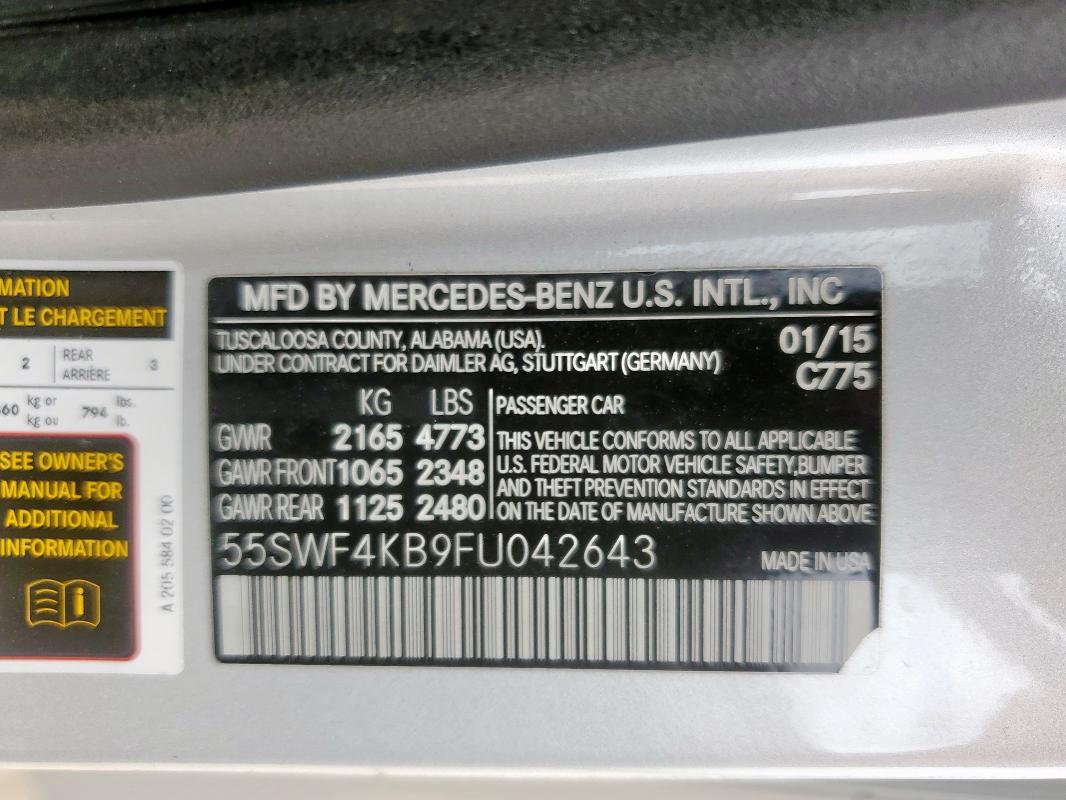 MATION
T LE CHARGEMENT
2 REAR ARRIÈRE 3
kg or kg ou 794 lbs. lb.
SEE OWNER'S
MANUAL FOR
ADDITIONAL
INFORMATION
A 205 584 02 00
MFD BY MERCEDES-BENZ U.S. INTL., INC
TUSCALOOSA COUNTY, ALABAMA (USA). 01/15
UNDER CONTRACT FOR DAIMLER AG, STUTTGART (GERMANY) C775
KG LBS
GWWR 2165 4773
GAWR FRONT 1065 2348
GAWR REAR 1125 2480
PASSENGER CAR
THIS VEHICLE CONFORMS TO ALL APPLICABLE
U.S. FEDERAL MOTOR VEHICLE SAFETY, BUMPER
AND THEFT PREVENTION STANDARDS IN EFFECT
ON THE DATE OF MANUFACTURE SHOWN ABOVE
55SWF4KB9FU042643 MADE IN USA